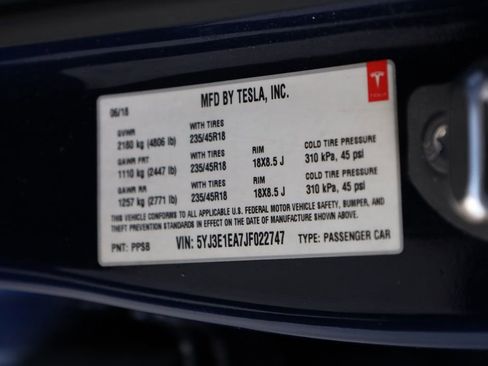 MFD BY TESLA, INC.
TESLA
06/18
GVWR WITH TIRES
2180 kg (4806 lb) 235/45R18
GAWR FRT WITH TIRES RIM COLD TIRE PRESSURE
1110 kg (2447 lb) 235/45R18 18X8.5 J 310 kPa, 45 psi
GAWR RR WITH TIRES RIM COLD TIRE PRESSURE
1257 kg (2771 lb) 235/45R18 18X8.5 J 310 kPa, 45 psi
THIS VEHICLE CONFORMS TO ALL APPLICABLE U.S. FEDERAL MOTOR VEHICLE SAFETY, BUMPER, AND
THEFT PREVENTION STANDARDS IN EFFECT ON THE DATE OF MANUFACTURE SHOWN ABOVE.
PNT: PPSB VIN: 5YJ3E1EA7JF022747 TYPE: PASSENGER CAR